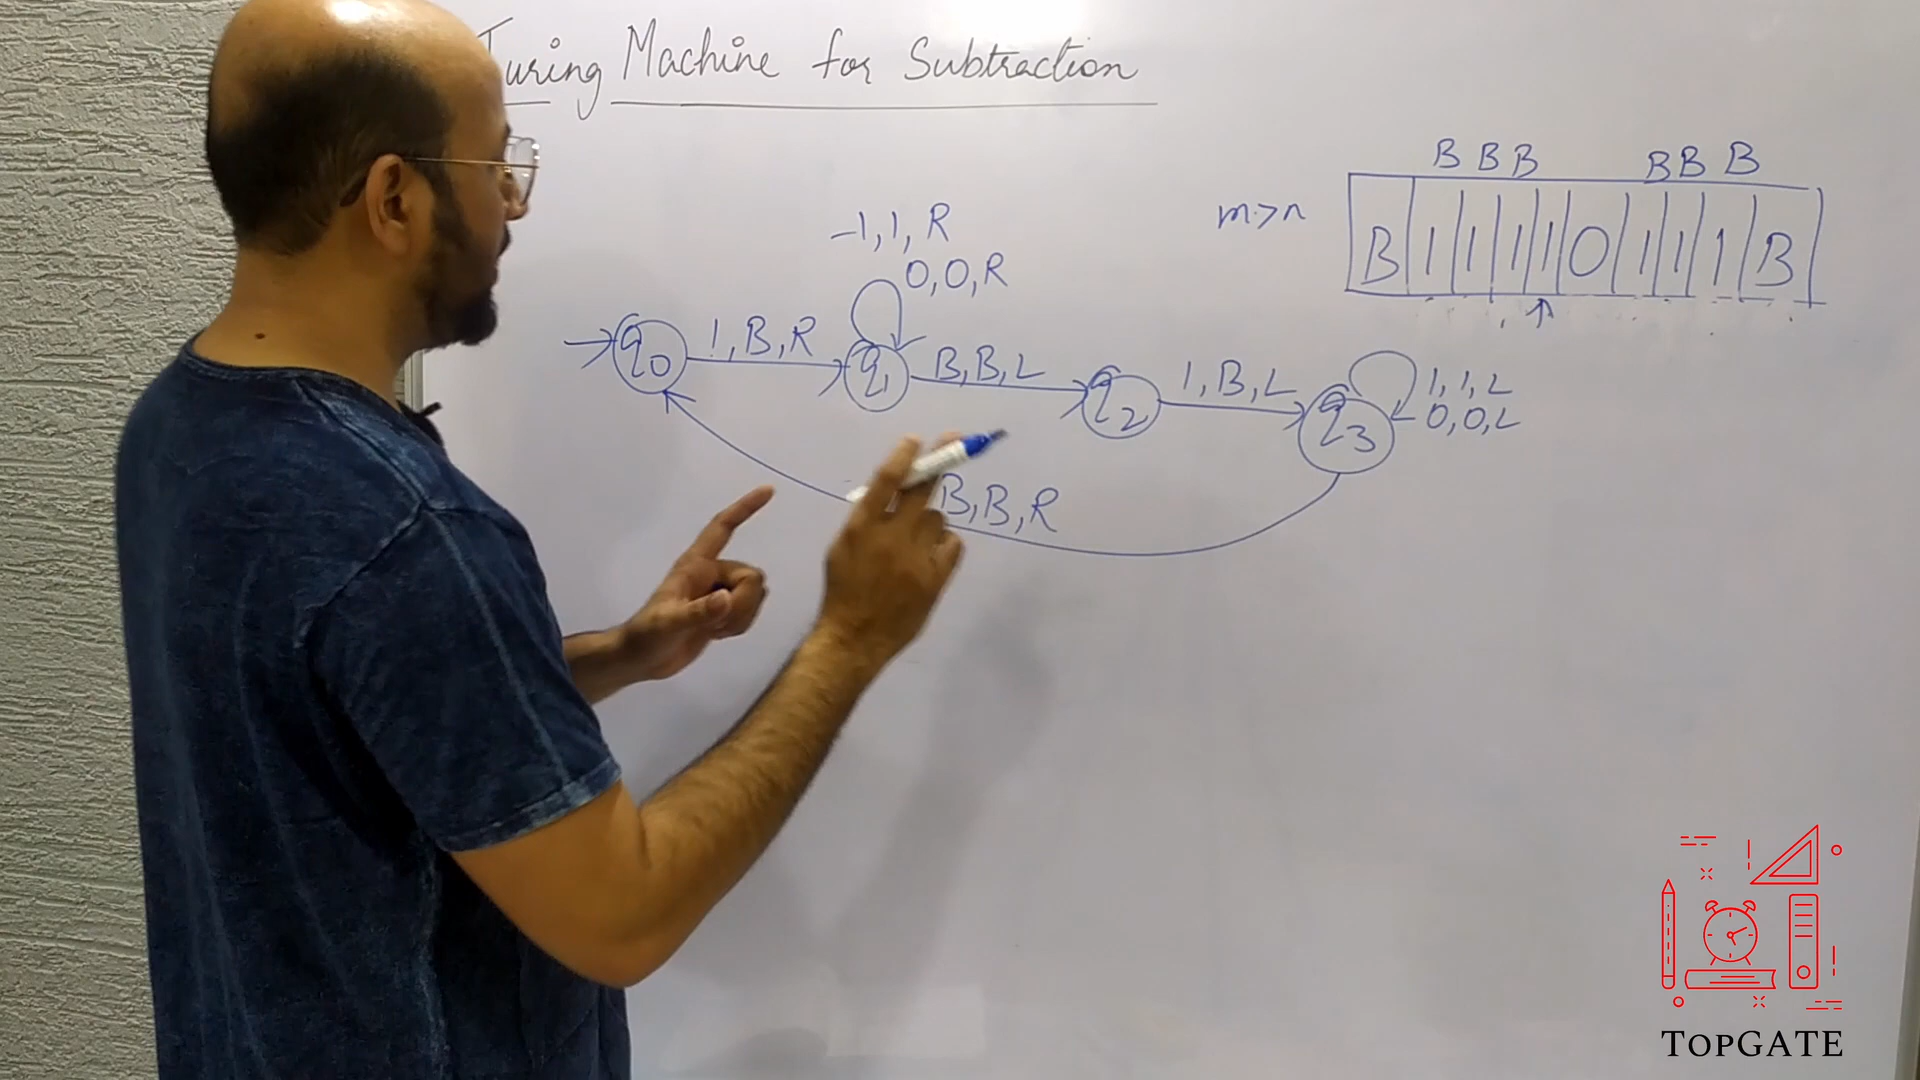 Turing Machine for Subtraction
B B B B B B
m>n
B 1 1 1 1 0 1 1 1 B
1, 1, R
0, 0, R
q0 1, B, R q1 B, B, L q2 1, B, L q3
1, 1, L
0, 0, L
B, B, R
TOPGATE